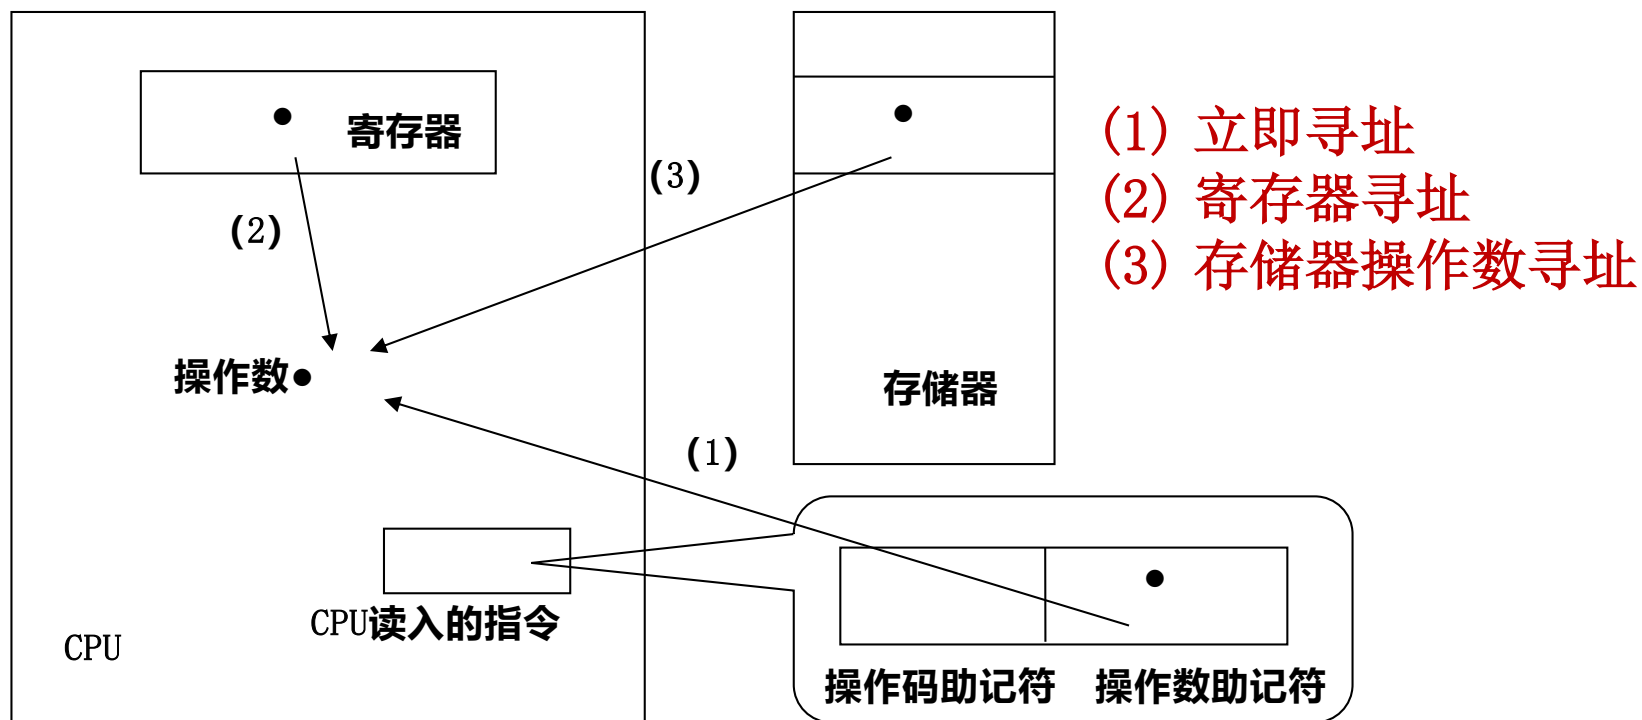 寄存器
(1) 立即寻址
(3)
(2) 寄存器寻址
(2)
(3) 存储器操作数寻址
操作数
存储器
(1)
CPU读入的指令
CPU
操作码助记符 操作数助记符